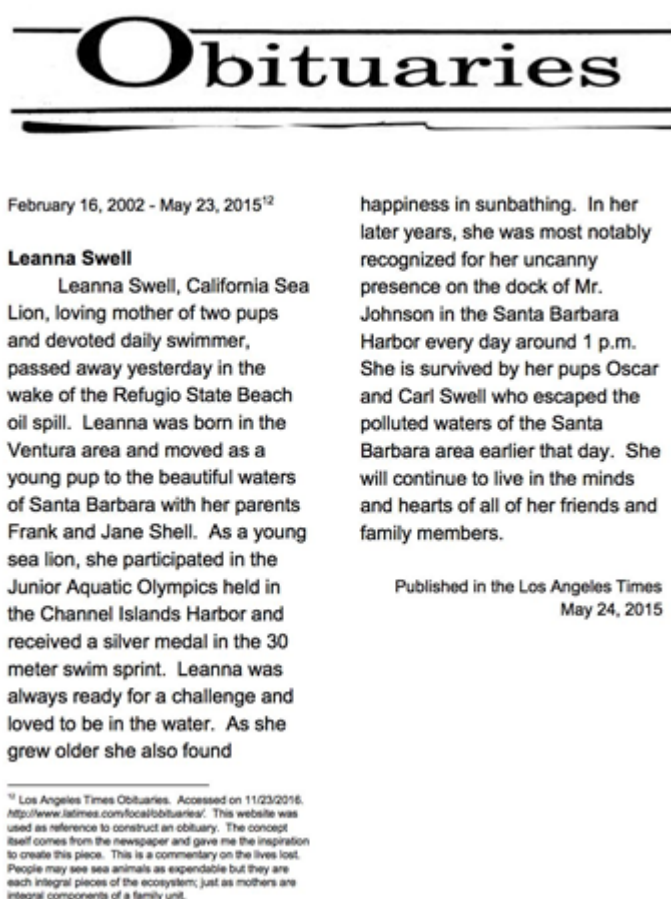 Obituaries
February 16, 2002 - May 23, 2015¹²
Leanna Swell
Leanna Swell, California Sea
Lion, loving mother of two pups
and devoted daily swimmer,
passed away yesterday in the
wake of the Refugio State Beach
oil spill.  Leanna was born in the
Ventura area and moved as a
young pup to the beautiful waters
of Santa Barbara with her parents
Frank and Jane Shell.  As a young
sea lion, she participated in the
Junior Aquatic Olympics held in
the Channel Islands Harbor and
received a silver medal in the 30
meter swim sprint.  Leanna was
always ready for a challenge and
loved to be in the water.  As she
grew older she also found
¹² Los Angeles Times Obituaries.  Accessed on 11/23/2016.
http://www.latimes.com/local/obituaries/.  This website was
used as reference to construct an obituary.  The concept
itself comes from the newspaper and gave me the inspiration
to create this piece.  This is a commentary on the lives lost.
People may see sea animals as expendable but they are
each integral pieces of the ecosystem; just as mothers are
integral components of a family unit.
happiness in sunbathing.  In her
later years, she was most notably
recognized for her uncanny
presence on the dock of Mr.
Johnson in the Santa Barbara
Harbor every day around 1 p.m.
She is survived by her pups Oscar
and Carl Swell who escaped the
polluted waters of the Santa
Barbara area earlier that day.  She
will continue to live in the minds
and hearts of all of her friends and
family members.
Published in the Los Angeles Times
May 24, 2015